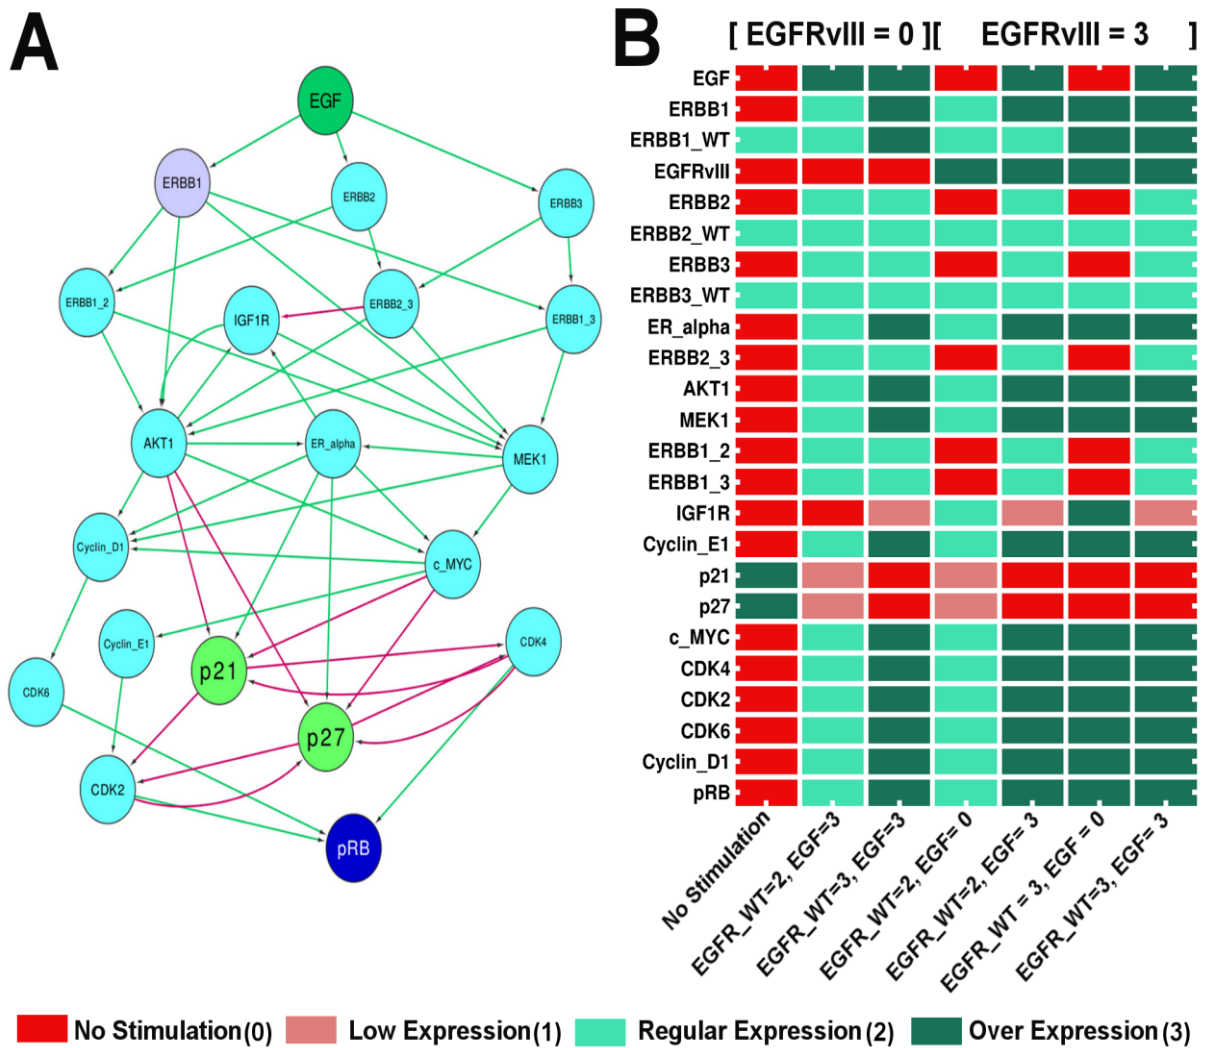 A
EGF
ERBB1
ERBB2
ERBB3
ERBB1_2
IGF1R
ERBB2_3
ERBB1_3
AKT1
ER_alpha
MEK1
Cyclin_D1
c_MYC
Cyclin_E1
CDK4
p21
CDK6
p27
CDK2
pRB
B
[ EGFRvIII = 0 ][ EGFRvIII = 3 ]
EGF
ERBB1
ERBB1_WT
EGFRvIII
ERBB2
ERBB2_WT
ERBB3
ERBB3_WT
ER_alpha
ERBB2_3
AKT1
MEK1
ERBB1_2
ERBB1_3
IGF1R
Cyclin_E1
p21
p27
c_MYC
CDK4
CDK2
CDK6
Cyclin_D1
pRB
No Stimulation
EGFR_WT=2, EGF=3
EGFR_WT=3, EGF=3
EGFR_WT=2, EGF= 0
EGFR_WT=2, EGF= 3
EGFR_WT = 3, EGF = 0
EGFR_WT=3, EGF= 3
No Stimulation(0) Low Expression(1) Regular Expression(2) Over Expression(3)